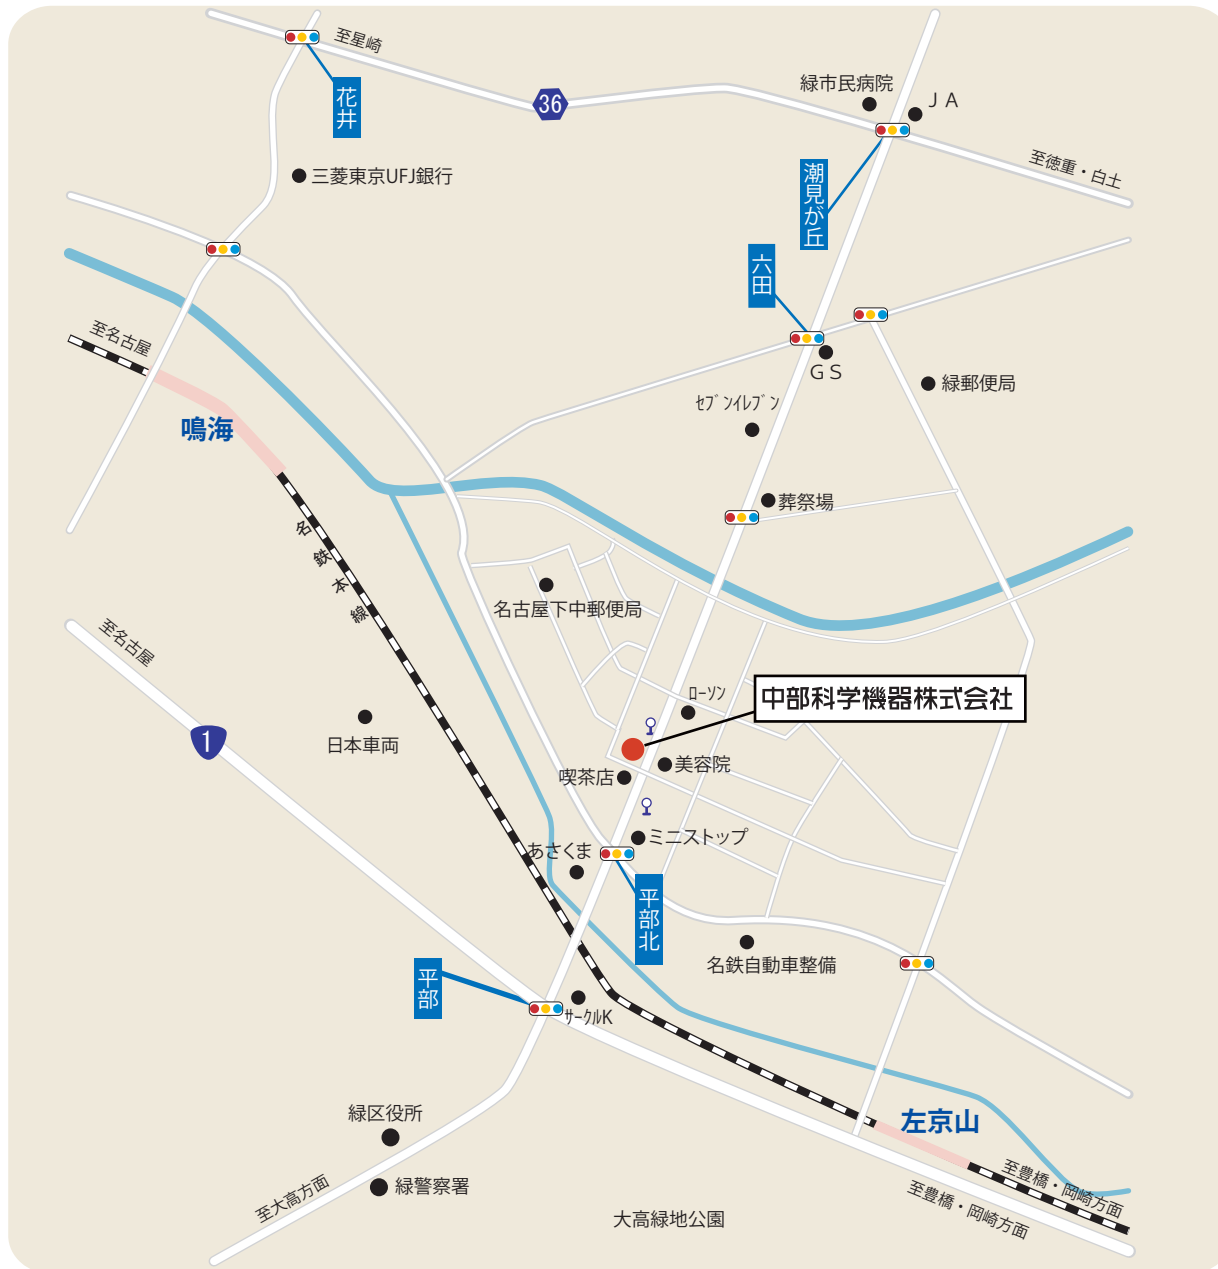 至星崎
花井
36
緑市民病院
ＪＡ
至徳重・白土
三菱東京UFJ銀行
潮見が丘
六田
至名古屋
ＧＳ
緑郵便局
鳴海
ｾﾌﾞﾝｲﾚﾌﾞﾝ
葬祭場
名鉄本線
名古屋下中郵便局
至名古屋
ﾛｰｿﾝ
中部科学機器株式会社
1
日本車両
喫茶店
美容院
ミニストップ
あさくま
平部北
名鉄自動車整備
平部
ｻｰｸﾙK
緑区役所
左京山
緑警察署
至大高方面
至豊橋・岡崎方面
至豊橋・岡崎方面
大高緑地公園